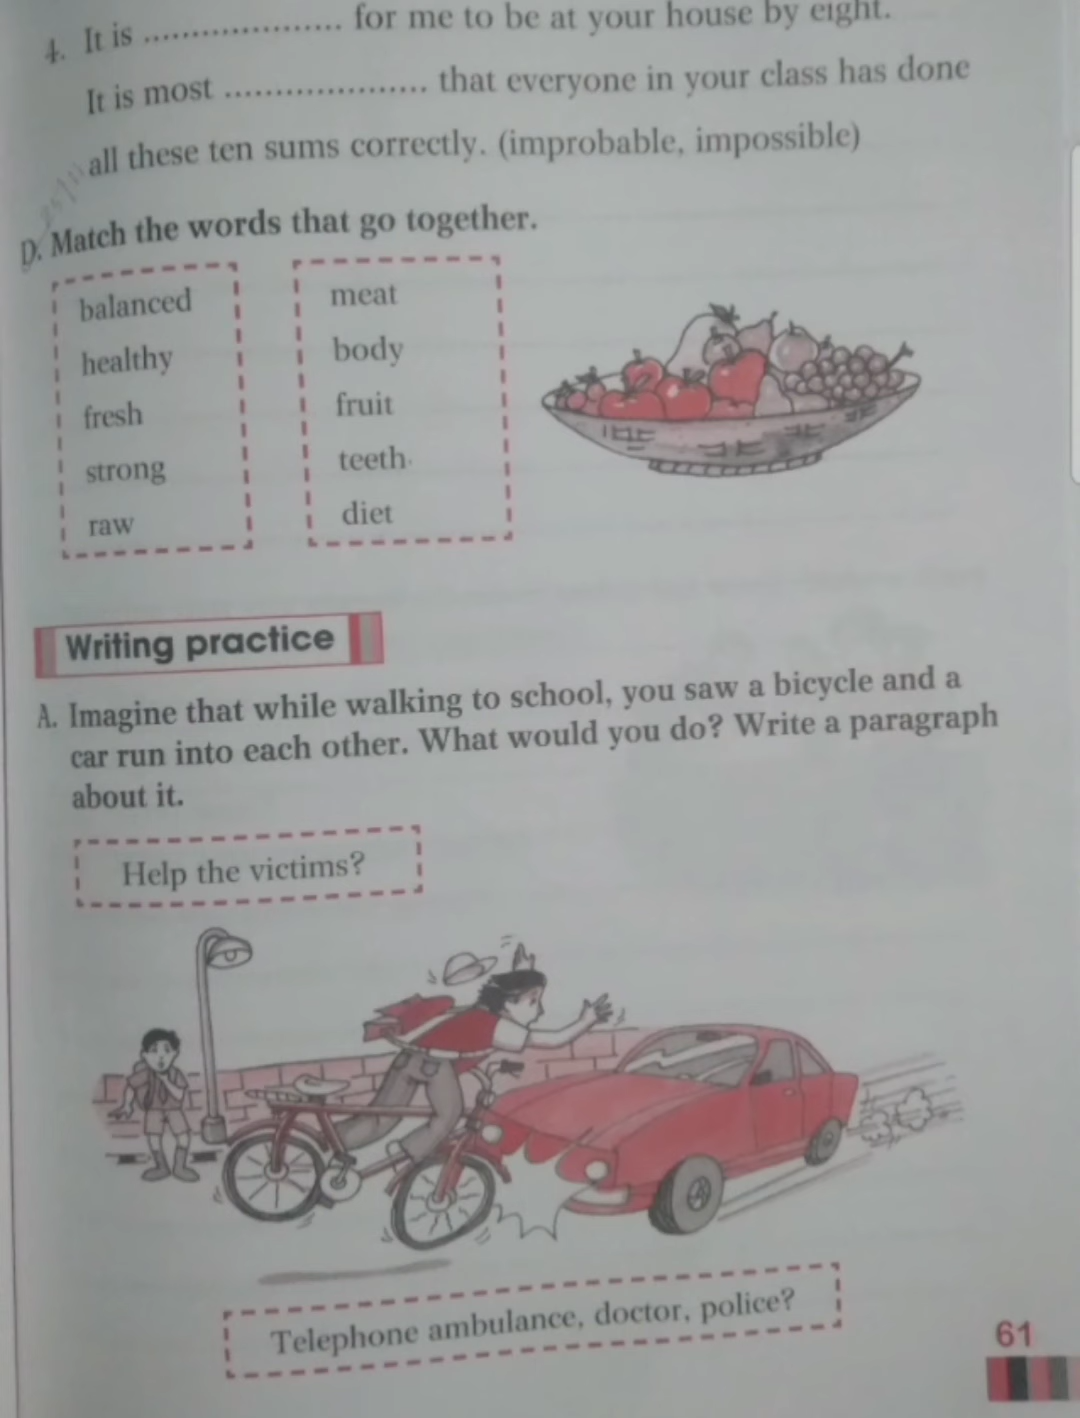 4. It is .................... for me to be at your house by eight.
It is most .................... that everyone in your class has done
all these ten sums correctly. (improbable, impossible)
D. Match the words that go together.
balanced meat
healthy body
fresh fruit
strong teeth
raw diet
Writing practice
A. Imagine that while walking to school, you saw a bicycle and a
car run into each other. What would you do? Write a paragraph
about it.
Help the victims?
Telephone ambulance, doctor, police?
61